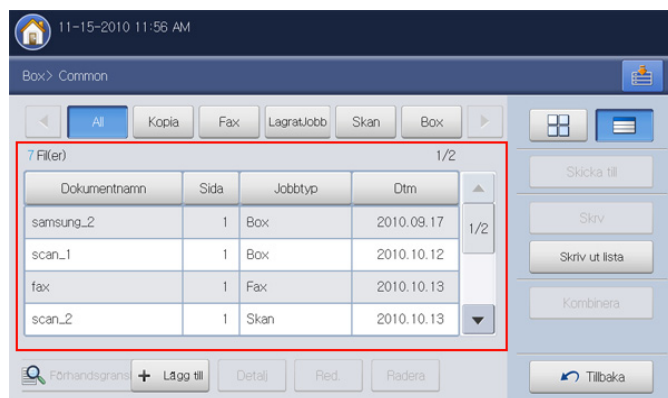 11-15-2010 11:56 AM
Box> Common
All Kopia Fax LagratJobb Skan Box
7 Fil(er) 1/2
Dokumentnamn Sida Jobbtyp Dtm
samsung_2 1 Box 2010.09.17
1/2
scan_1 1 Box 2010.10.12
fax 1 Fax 2010.10.13
scan_2 1 Skan 2010.10.13
Skicka till
Skrv
Skriv ut lista
Kombinera
Förhandsgransl + Lägg till Detalj Red. Radera
Tillbaka